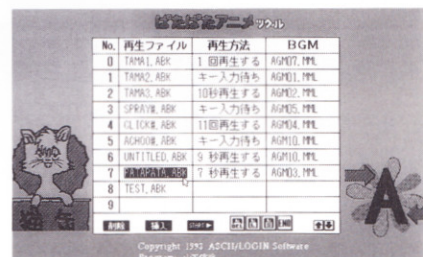 ぱたぱたアニメツクール
No. 再生ファイル 再生方法 BGM
0 TAMA1.ABK 1 回再生する AGM07.MML
1 TAMA2.ABK キー入力待ち AGM01.MML
2 TAMA3.ABK 10秒再生する AGM02.MML
3 SPRAY#.ABK キー入力待ち AGM05.MML
4 CLICK#.ABK 11回再生する AGM04.MML
5 ACHOO#.ABK キー入力待ち AGM10.MML
6 UNTITLED.ABK 9 秒再生する AGM10.MML
7 PATAPATA.ABK 7 秒再生する AGM03.MML
8 TEST.ABK
9
削除 挿入 START END
A
Copyright 1992 ASCII/LOGIN Software